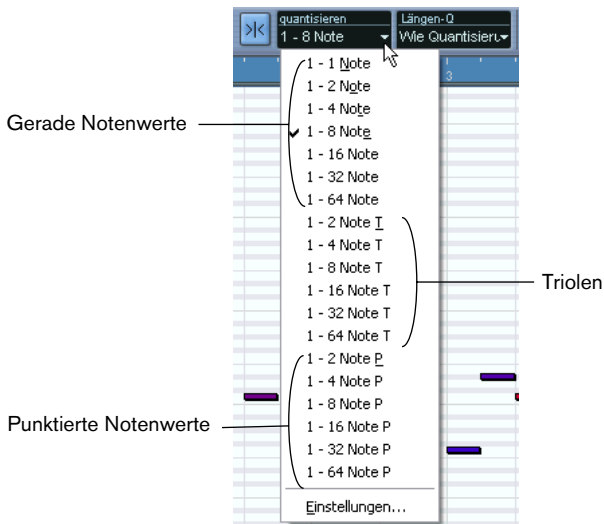 quantisieren
Längen-Q
1 - 8 Note
Wie Quantisieru
3
1 - 1 Note
1 - 2 Note
1 - 4 Note
1 - 8 Note
1 - 16 Note
1 - 32 Note
1 - 64 Note
1 - 2 Note T
1 - 4 Note T
1 - 8 Note T
1 - 16 Note T
1 - 32 Note T
1 - 64 Note T
1 - 2 Note P
1 - 4 Note P
1 - 8 Note P
1 - 16 Note P
1 - 32 Note P
1 - 64 Note P
Einstellungen...
Gerade Notenwerte
Triolen
Punktierte Notenwerte